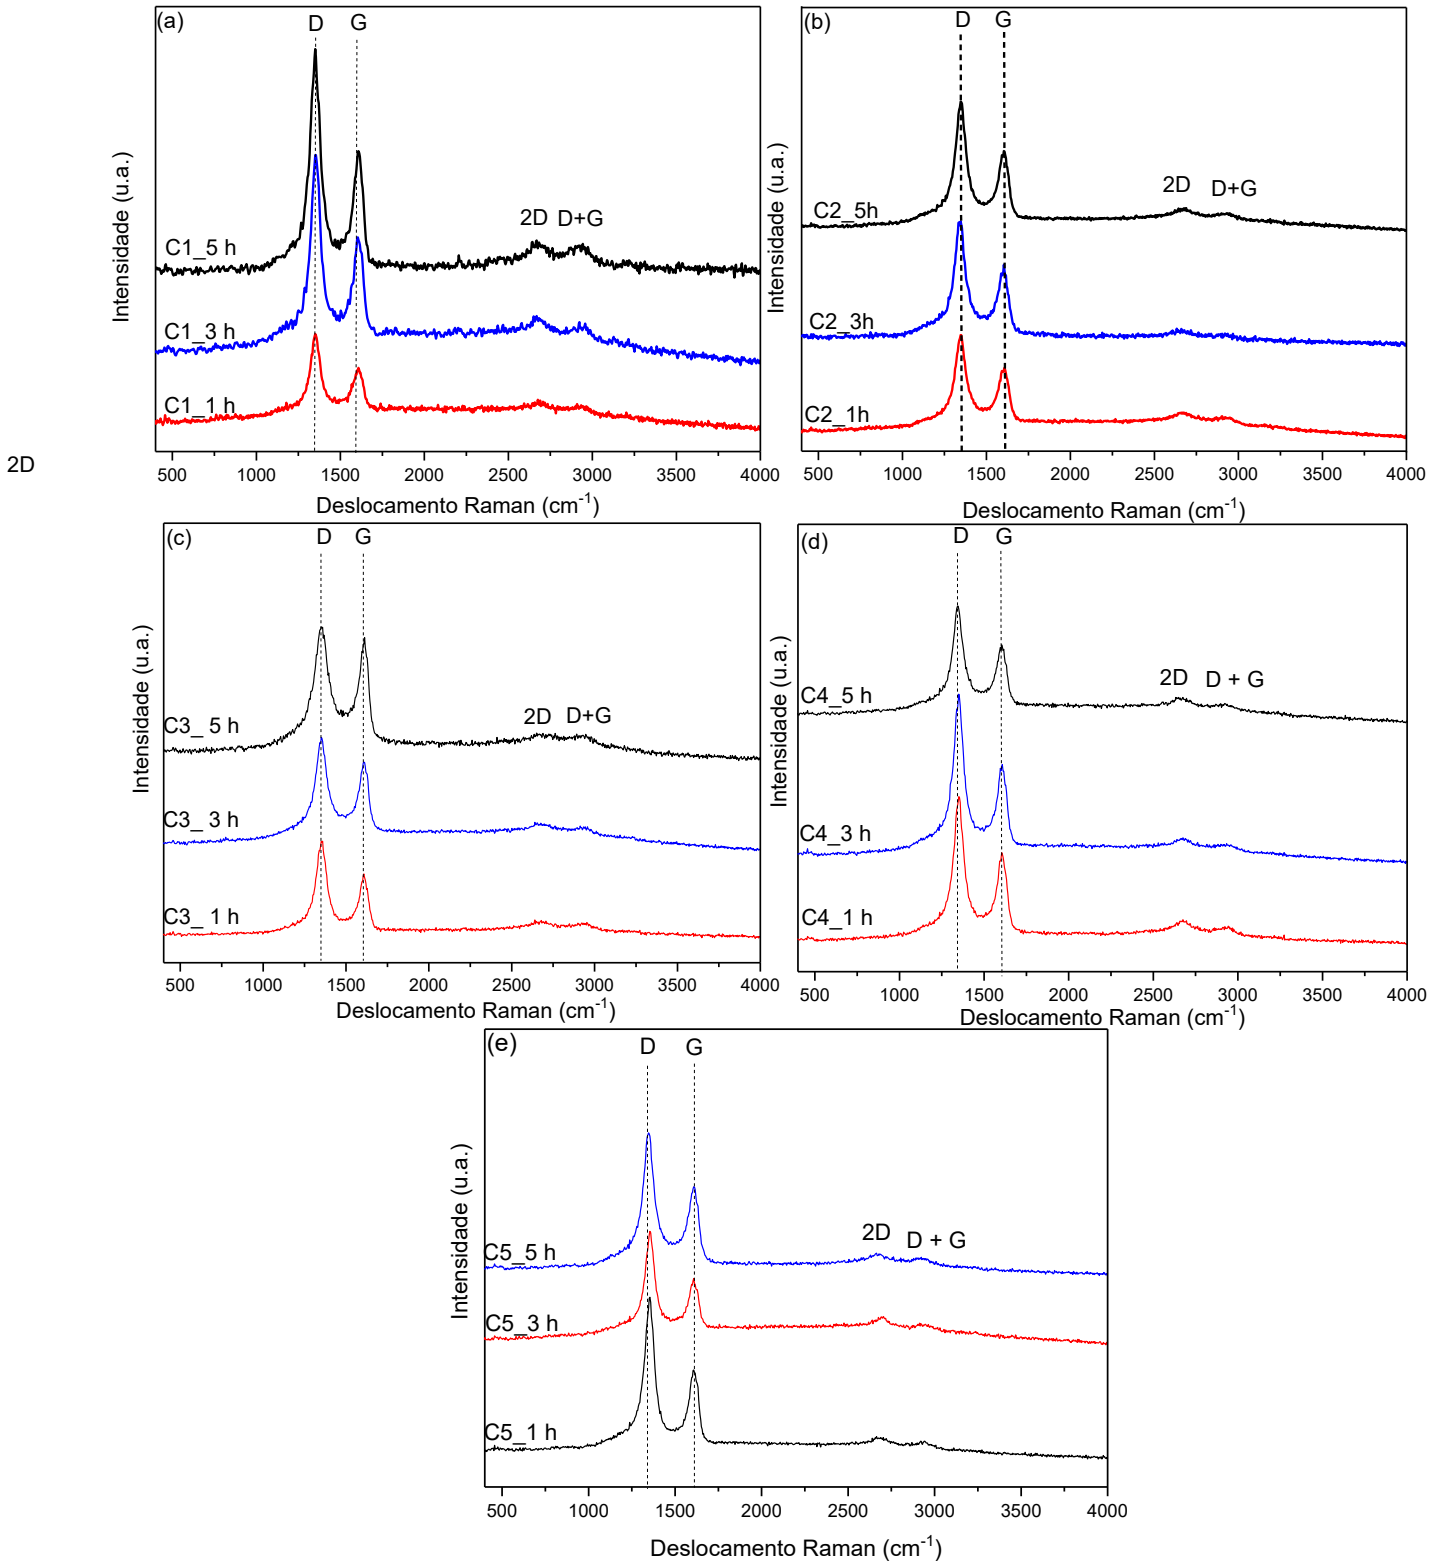 (a)
D G
Intensidade (u.a.)
2D D+G
C1_5 h
C1_3 h
C1_1 h
500 1000 1500 2000 2500 3000 3500 4000
Deslocamento Raman (cm-1)
(b)
D G
Intensidade (u.a.)
2D D+G
C2_5h
C2_3h
C2_1h
500 1000 1500 2000 2500 3000 3500 4000
Deslocamento Raman (cm-1)
2D
(c)
D G
Intensidade (u.a.)
2D D+G
C3_ 5 h
C3_ 3 h
C3_ 1 h
500 1000 1500 2000 2500 3000 3500 4000
Deslocamento Raman (cm-1)
(d)
D G
Intensidade (u.a.)
2D D + G
C4_5 h
C4_3 h
C4_1 h
500 1000 1500 2000 2500 3000 3500 4000
Deslocamento Raman (cm-1)
(e)
D G
Intensidade (u.a.)
2D D + G
C5_5 h
C5_3 h
C5_1 h
500 1000 1500 2000 2500 3000 3500 4000
Deslocamento Raman (cm-1)